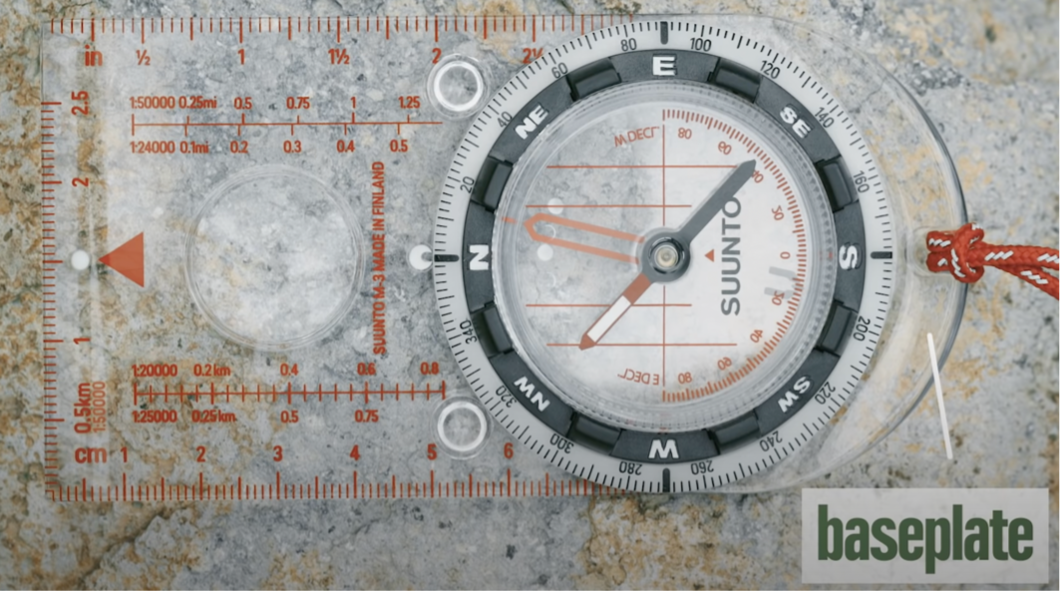 in ½ 1 1½ 2 2½
1:50000 0.25mi 0.5 0.75 1 1.25
1:24000 0.1mi 0.2 0.3 0.4 0.5
2.5
2
1
0.5km
1:50000
SUUNTO M-3 MADE IN FINLAND
1:20000 0.2km 0.4 0.6 0.8
1:25000 0.25km 0.5 0.75
cm 1 2 3 4 5 6
N
20
40
NE
60
80
E
100
120
SE
140
160
S
200
220
SW
240
260
W
280
300
NW
320
340
W DECL.
80
60
40
20
0
20
40
60
80
E DECL.
SUUNTO
baseplate